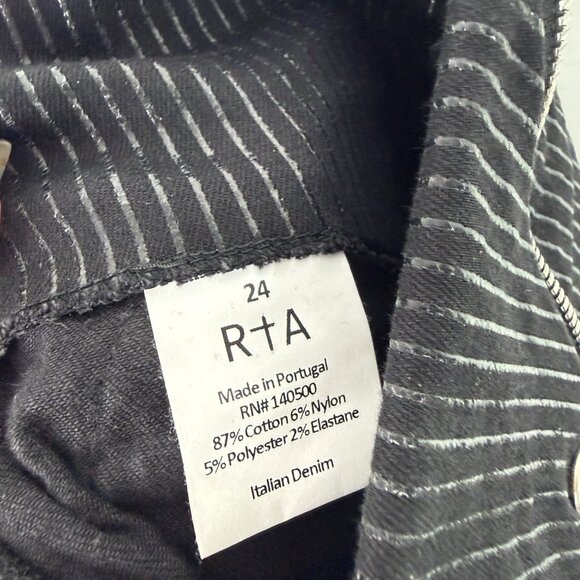 24
R†A
Made in Portugal
RN# 140500
87% Cotton 6% Nylon
5% Polyester 2% Elastane
Italian Denim